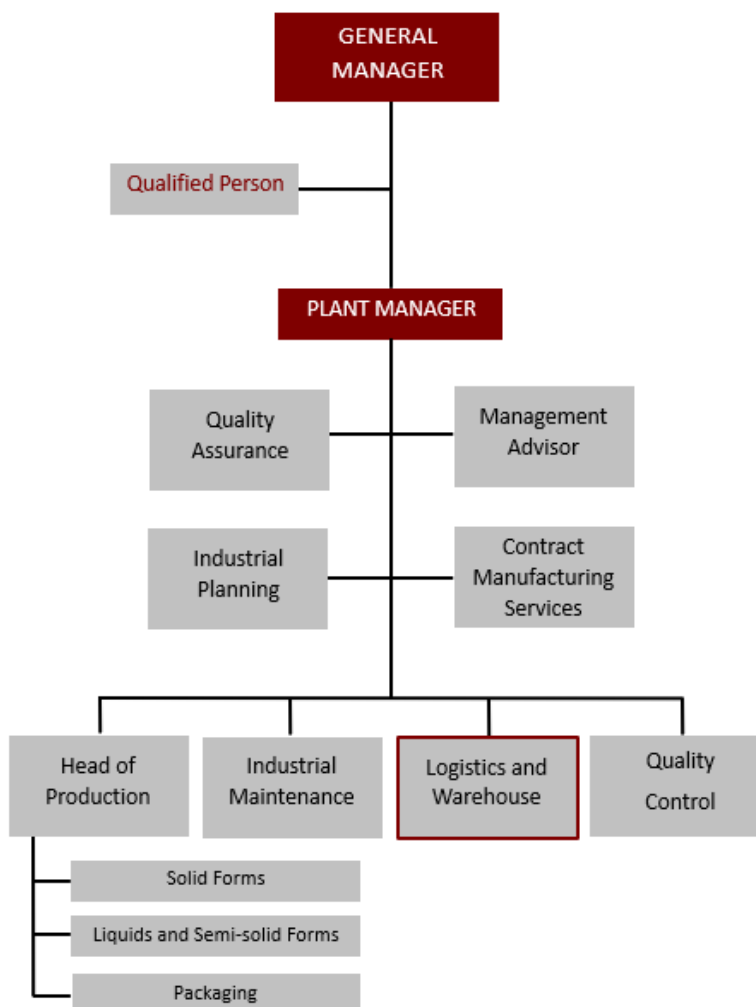 GENERAL
MANAGER
Qualified Person
PLANT MANAGER
Quality
Assurance
Management
Advisor
Industrial
Planning
Contract
Manufacturing
Services
Head of
Production
Industrial
Maintenance
Logistics and
Warehouse
Quality
Control
Solid Forms
Liquids and Semi-solid Forms
Packaging